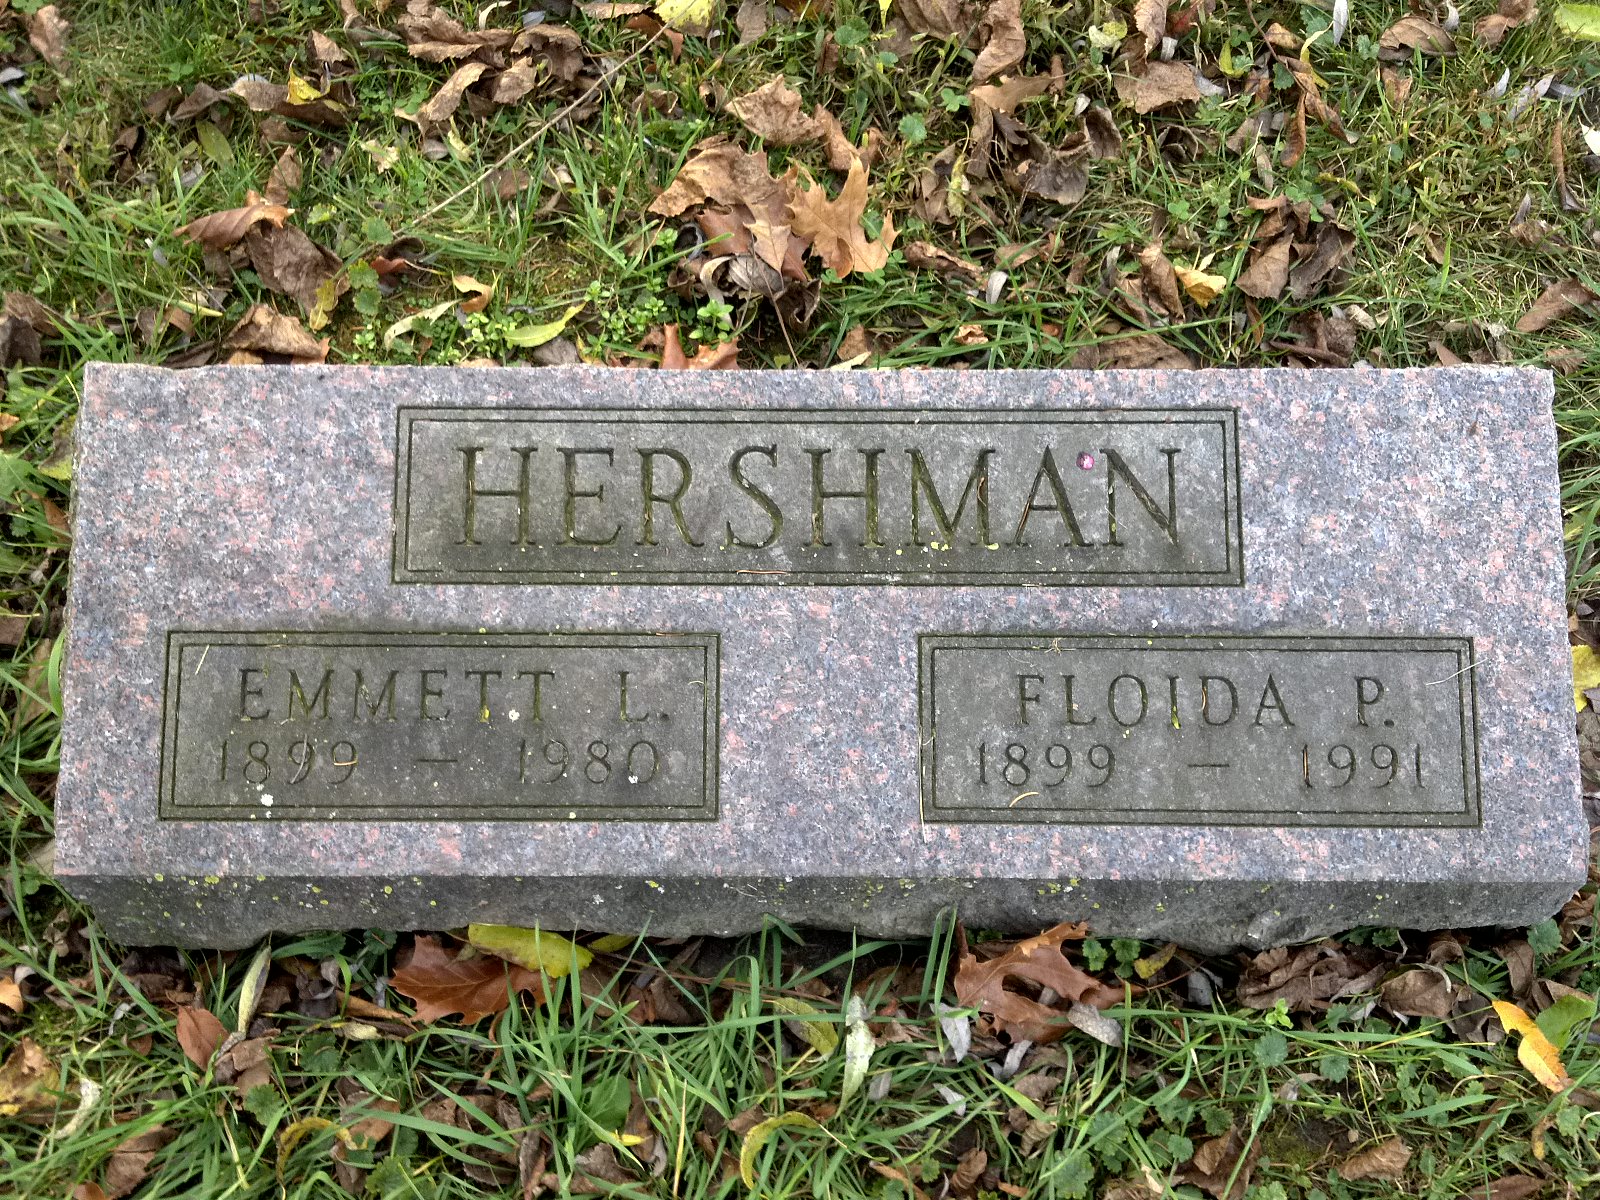 HERSHMAN
EMMETT L.
1899 – 1980
FLOIDA P.
1899 – 1991